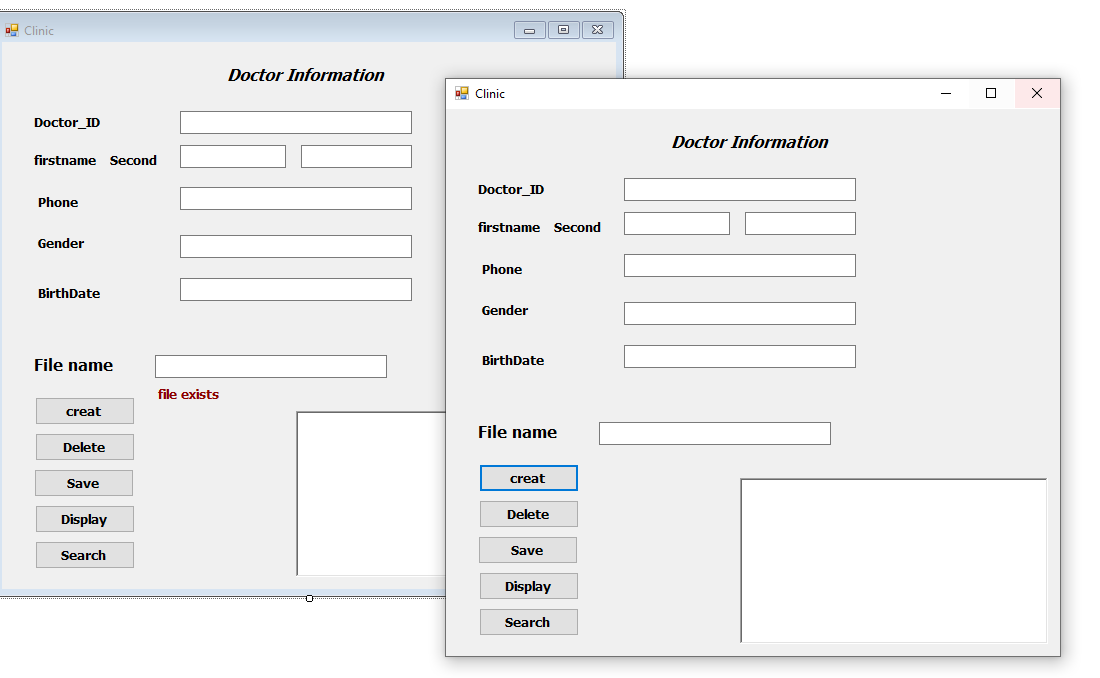 Clinic
Doctor Information
Doctor_ID
firstname Second
Phone
Gender
BirthDate
File name
file exists
creat
Delete
Save
Display
Search
Clinic
Doctor Information
Doctor_ID
firstname Second
Phone
Gender
BirthDate
File name
creat
Delete
Save
Display
Search